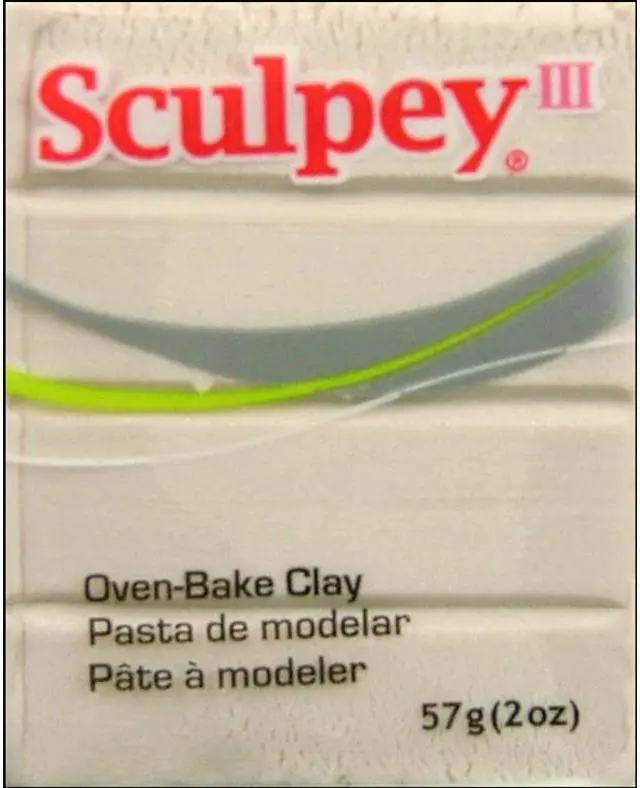 Sculpey III ®
Oven-Bake Clay
Pasta de modelar
Pâte à modeler
57g(2oz)